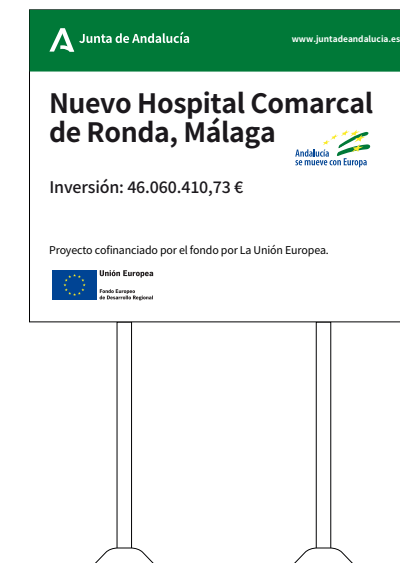 Junta de Andalucía
www.juntadeandalucia.es
Nuevo Hospital Comarcal
de Ronda, Málaga
Andalucía
se mueve con Europa
Inversión: 46.060.410,73 €
Proyecto cofinanciado por el fondo por La Unión Europea.
Unión Europea
Fondo Europeo
de Desarrollo Regional